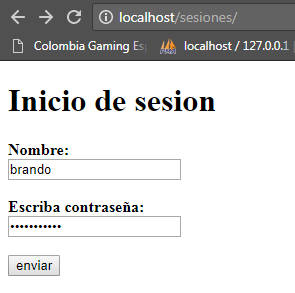 localhost/sesiones/
Colombia Gaming Es
localhost / 127.0.0.1
Inicio de sesion
Nombre:
brando
Escriba contraseña:
•••••••••••
enviar